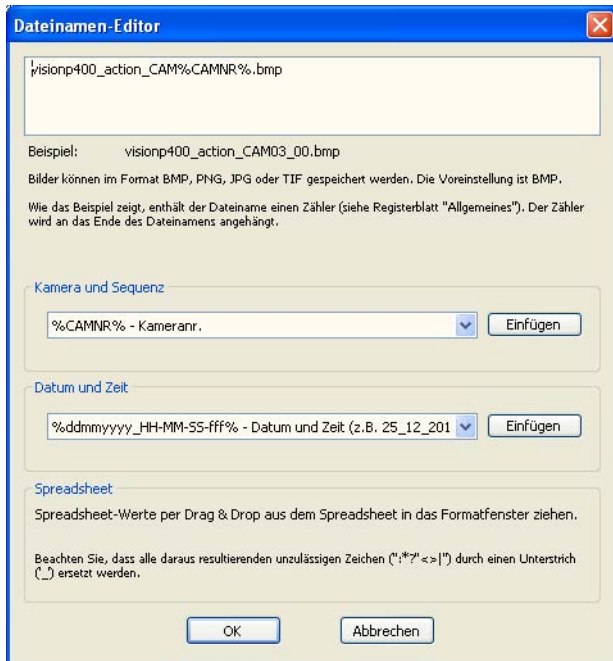 Dateinamen-Editor
visionp400_action_CAM%CAMNR%.bmp
Beispiel: visionp400_action_CAM03_00.bmp
Bilder können im Format BMP, PNG, JPG oder TIF gespeichert werden. Die Voreinstellung ist BMP.
Wie das Beispiel zeigt, enthält der Dateiname einen Zähler (siehe Registerblatt "Allgemeines"). Der Zähler
wird an das Ende des Dateinamens angehängt.
Kamera und Sequenz
%CAMNR% - Kameranr.
Einfügen
Datum und Zeit
%ddmmyyyy_HH-MM-SS-fff% - Datum und Zeit (z.B. 25_12_201
Einfügen
Spreadsheet
Spreadsheet-Werte per Drag & Drop aus dem Spreadsheet in das Formatfenster ziehen.
Beachten Sie, dass alle daraus resultierenden unzulässigen Zeichen (":*?"<>|") durch einen Unterstrich
('_') ersetzt werden.
OK
Abbrechen